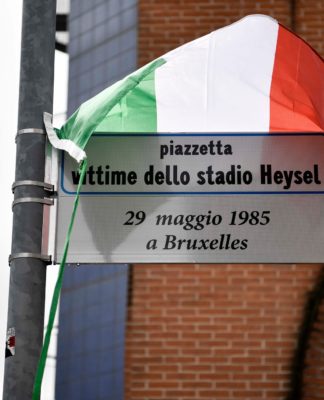 piazzetta
vittime dello stadio Heysel
29 maggio 1985
a Bruxelles